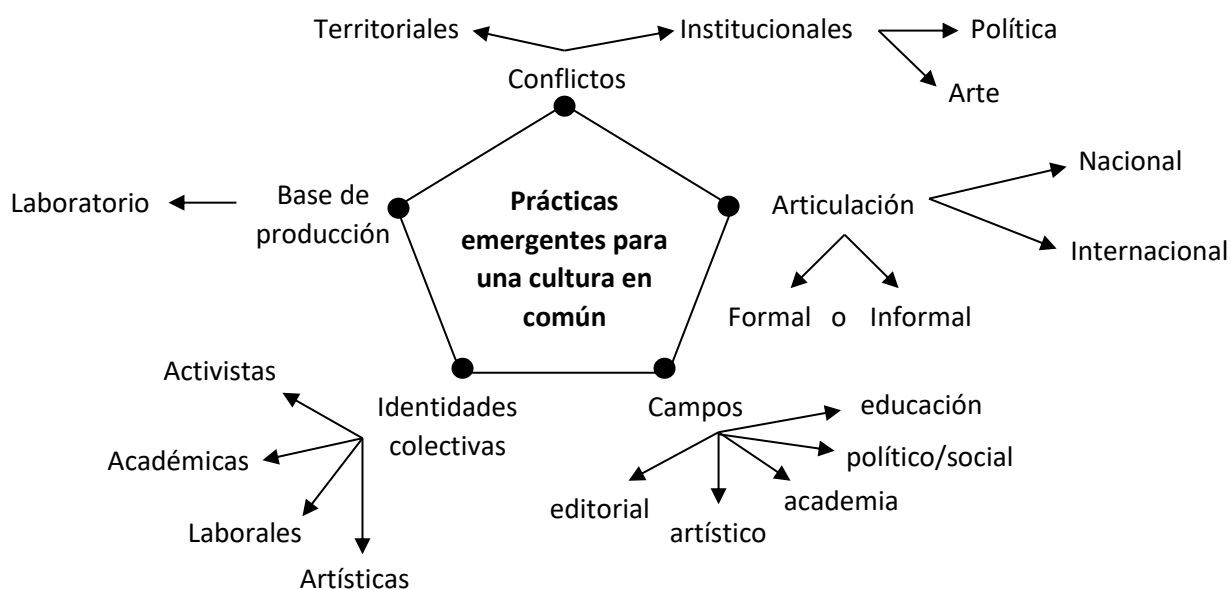 Territoriales
Institucionales
Política
Arte
Conflictos
Nacional
Internacional
Articulación
Formal o Informal
Laboratorio
Base de
producción
Prácticas
emergentes para
una cultura en
común
Activistas
Académicas
Laborales
Artísticas
Identidades
colectivas
Campos
educación
político/social
academia
artístico
editorial